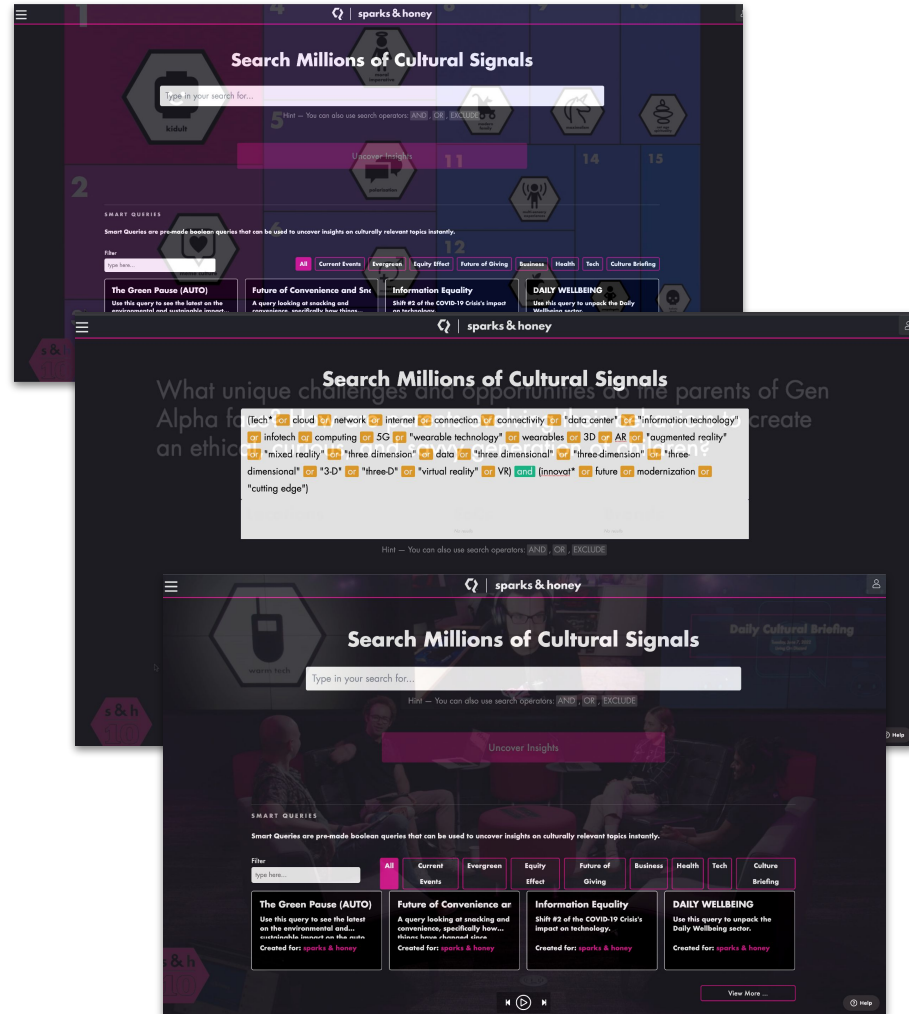 sparks & honey
Search Millions of Cultural Signals
Type in your search for...
Hint — You can also use search operators: AND , OR , EXCLUDE
Uncover Insights
kidult
polarization
1
2
4
5
11
12
14
15
SMART QUERIES
Smart Queries are pre-made boolean queries that can be used to uncover insights on culturally relevant topics instantly.
Filter
type here...
All Current Events Evergreen Equity Effect Future of Giving Business Health Tech Culture Briefing
The Green Pause (AUTO) Future of Convenience and Information Equality DAILY WELLBEING
Use this query to see the latest on the A query looking at snacking and Shift #2 of the COVID-19 Crisis's impact Use this query to unpack the Daily
environmental and sustainable impact... convenience, specifically how things... on technology. Wellbeing sector.
s & h
sparks & honey
Search Millions of Cultural Signals
What unique challenges and opportunities do the parents of Gen
Alpha create
an ethic
(Tech* or cloud or network or internet or connection or connectivity or "data center" or "information technology"
or infotech or computing or 5G or "wearable technology" or wearables or 3D or AR or "augmented reality"
or "mixed reality" or "three dimension" or data or "three dimensional" or "three-dimension" or "three-
dimensional" or "3-D" or "three-D" or "virtual reality" or VR) and (innovat* or future or modernization or
"cutting edge")
Hint — You can also use search operators: AND , OR , EXCLUDE
s & h
10
Help
sparks & honey
Search Millions of Cultural Signals
Daily Cultural Briefing
Type in your search for...
Hint — You can also use search operators: AND , OR , EXCLUDE
Uncover Insights
SMART QUERIES
Smart Queries are pre-made boolean queries that can be used to uncover insights on culturally relevant topics instantly.
Filter
type here...
All Current Events Evergreen Equity Effect Future of Giving Business Health Tech Culture Briefing
The Green Pause (AUTO) Future of Convenience ar Information Equality DAILY WELLBEING
Use this query to see the latest A query looking at snacking and Shift #2 of the COVID-19 Crisis's Use this query to unpack the
on the environmental and convenience, specifically how... impact on technology. Daily Wellbeing sector.
sustainable impact on the auto things have changed since
Created for: sparks & honey Created for: sparks & honey Created for: sparks & honey Created for: sparks & honey
s & h
View More ...
Help